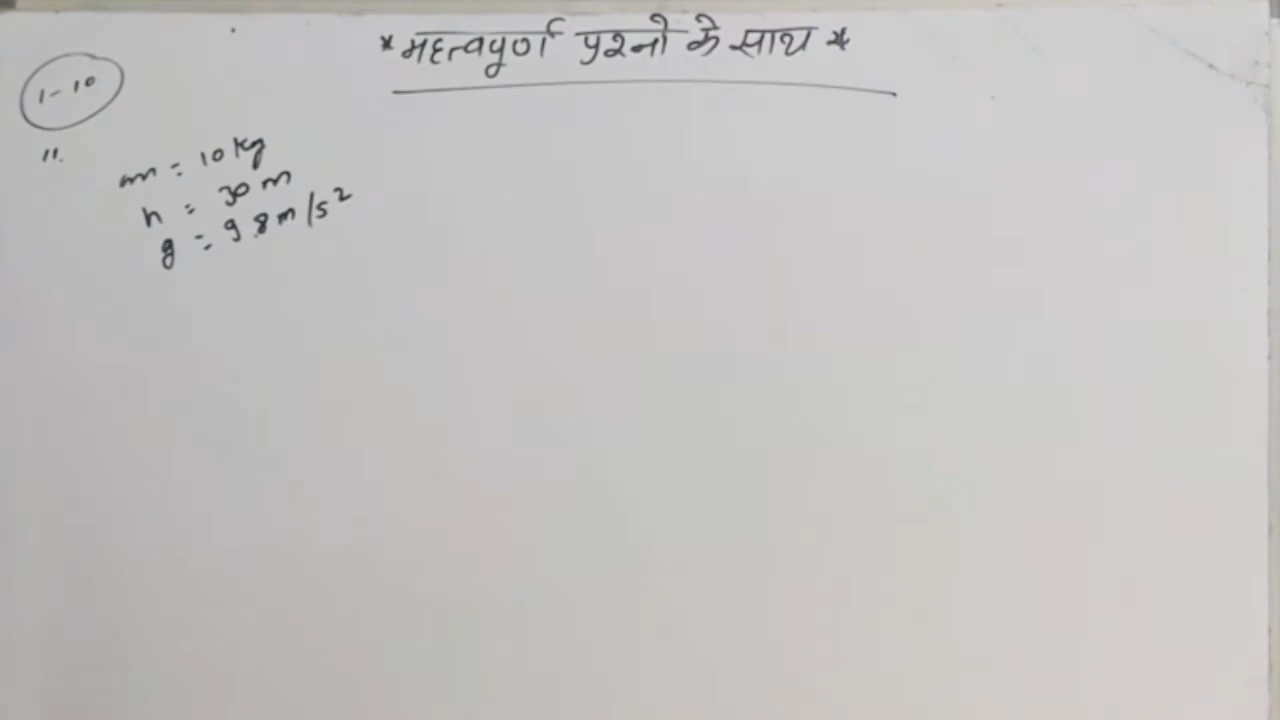 * महत्वपूर्ण प्रश्नो के साथ *
1-10
11.
m = 10 kg
h = 30 m
g = 9.8 m/s²